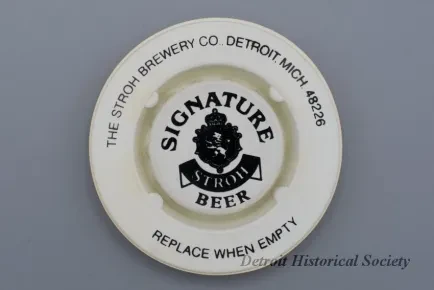 THE STROH BREWERY CO., DETROIT, MICH. 48226
SIGNATURE
STROH
BEER
REPLACE WHEN EMPTY
Detroit Historical Society